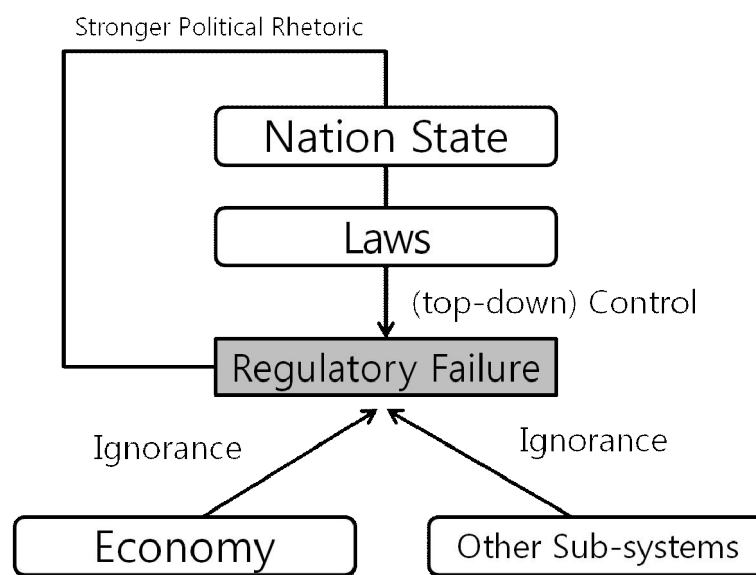 Stronger Political Rhetoric
Nation State
Laws
(top-down) Control
Regulatory Failure
Ignorance
Ignorance
Economy
Other Sub-systems